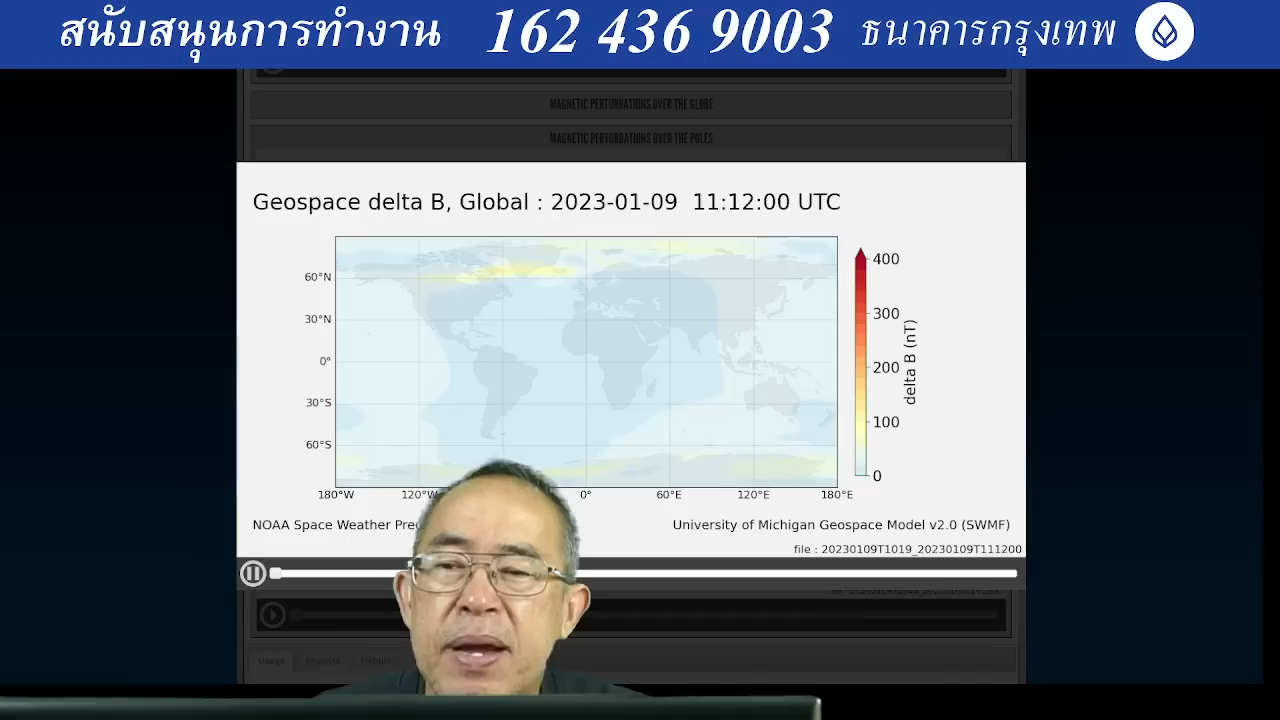 สนับสนุนการทำงาน 162 436 9003 ธนาคารกรุงเทพ
MAGNETIC PERTURBATIONS OVER THE GLOBE
MAGNETIC PERTURBATIONS OVER THE POLES
Geospace delta B, Global : 2023-01-09 11:12:00 UTC
400
300
200
100
0
delta B (nT)
60°N
30°N
0°
30°S
60°S
180°W 120°W 0° 60°E 120°E 180°E
NOAA Space Weather University of Michigan Geospace Model v2.0 (SWMF)
file : 20230109T1019_20230109T111200
Usage Impacts Details